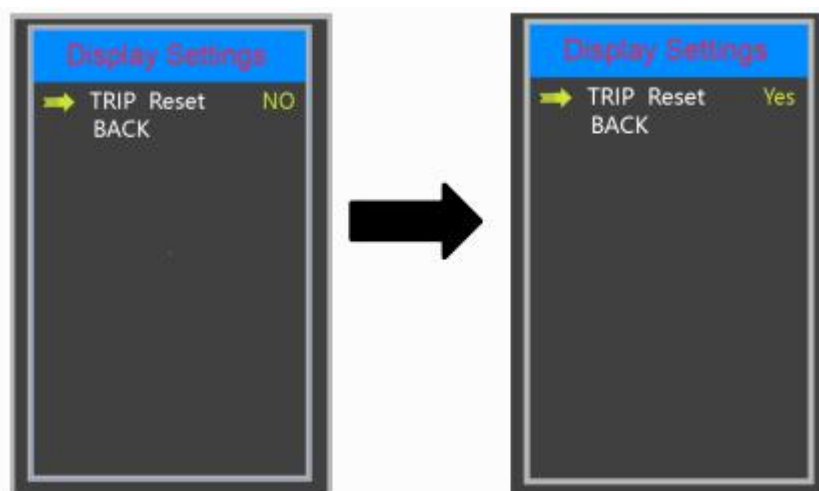 Display Settings
TRIP Reset NO
BACK
Display Settings
TRIP Reset Yes
BACK